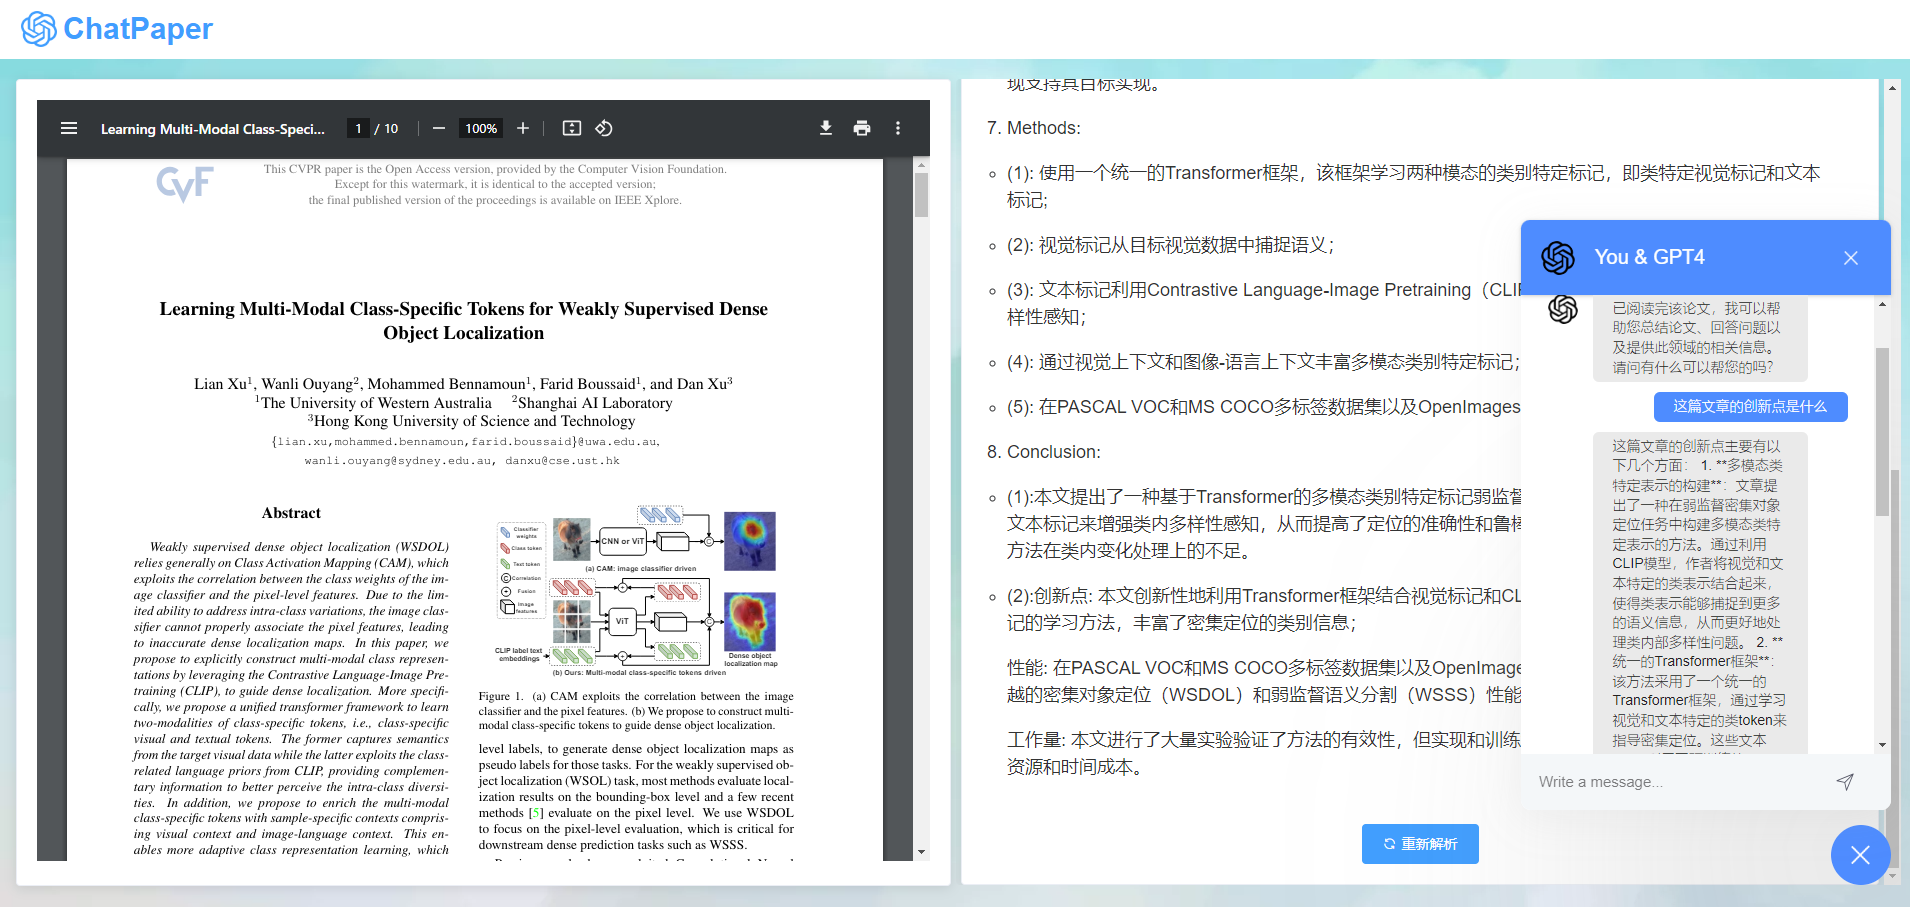 ChatPaper
Learning Multi-Modal Class-Speci...
1 / 10
100%
This CVPR paper is the Open Access version, provided by the Computer Vision Foundation.
Except for this watermark, it is identical to the accepted version;
the final published version of the proceedings is available on IEEE Xplore.
CVF
Learning Multi-Modal Class-Specific Tokens for Weakly Supervised Dense
Object Localization
Lian Xu1, Wanli Ouyang2, Mohammed Bennamoun1, Farid Boussaid1, and Dan Xu3
1The University of Western Australia 2Shanghai AI Laboratory
3Hong Kong University of Science and Technology
{lian.xu,mohammed.bennamoun,farid.boussaid}@uwa.edu.au,
wanli.ouyang@sydney.edu.au, danxu@cse.ust.hk
Abstract
Weakly supervised dense object localization (WSDOL)
relies generally on Class Activation Mapping (CAM), which
exploits the correlation between the class weights of the im-
age classifier and the pixel-level features. Due to the lim-
ited ability to address intra-class variations, the image clas-
sifier cannot properly associate the pixel features, leading
to inaccurate dense localization maps. In this paper, we
propose to explicitly construct multi-modal class represen-
tations by leveraging the Contrastive Language-Image Pre-
training (CLIP), to guide dense localization. More specifi-
cally, we propose a unified transformer framework to learn
two-modalities of class-specific tokens, i.e., class-specific
visual and textual tokens. The former captures semantics
from the target visual data while the latter exploits the class-
related language priors from CLIP, providing complemen-
tary information to better perceive the intra-class diversi-
ties. In addition, we propose to enrich the multi-modal
class-specific tokens with sample-specific contexts compris-
ing visual context and image-language context. This en-
ables more adaptive class representation learning, which
Classifier
weights
Class token
Text token
C Correlation
+ Fusion
Image
features
CNN or ViT
C
(a) CAM: image classifier driven
ViT
C
CLIP label text
embeddings
Dense object
localization map
(b) Ours: Multi-modal class-specific tokens driven
Figure 1. (a) CAM exploits the correlation between the image
classifier and the pixel features. (b) We propose to construct multi-
modal class-specific tokens to guide dense object localization.
level labels, to generate dense object localization maps as
pseudo labels for those tasks. For the weakly supervised ob-
ject localization (WSOL) task, most methods evaluate local-
ization results on the bounding-box level and a few recent
methods [5] evaluate on the pixel level. We use WSDOL
to focus on the pixel-level evaluation, which is critical for
downstream dense prediction tasks such as WSSS.
现支持其目标实现。
7. Methods:
(1): 使用一个统一的Transformer框架，该框架学习两种模态的类别特定标记，即类特定视觉标记和文本
标记;
(2): 视觉标记从目标视觉数据中捕捉语义；
(3): 文本标记利用Contrastive Language-Image Pretraining（CLIP
样性感知；
(4): 通过视觉上下文和图像-语言上下文丰富多模态类别特定标记；
(5): 在PASCAL VOC和MS COCO多标签数据集以及OpenImages
8. Conclusion:
(1):本文提出了一种基于Transformer的多模态类别特定标记弱监督
文本标记来增强类内多样性感知，从而提高了定位的准确性和鲁棒
方法在类内变化处理上的不足。
(2):创新点: 本文创新性地利用Transformer框架结合视觉标记和CL
记的学习方法，丰富了密集定位的类别信息；
性能: 在PASCAL VOC和MS COCO多标签数据集以及OpenImage
越的密集对象定位（WSDOL）和弱监督语义分割（WSSS）性能
工作量: 本文进行了大量实验验证了方法的有效性，但实现和训练
资源和时间成本。
重新解析
You & GPT4
已阅读完该论文，我可以帮
助您总结论文、回答问题以
及提供此领域的相关信息。
请问有什么可以帮您的吗？
这篇文章的创新点是什么
这篇文章的创新点主要有以
下几个方面： 1. **多模态类
特定表示的构建**：文章提
出了一种在弱监督密集对象
定位任务中构建多模态类特
定表示的方法。通过利用
CLIP模型，作者将视觉和文
本特定的类表示结合起来，
使得类表示能够捕捉到更多
的语义信息，从而更好地处
理类内部多样性问题。 2. **
统一的Transformer框架**：
该方法采用了一个统一的
Transformer框架，通过学习
视觉和文本特定的类token来
指导密集定位。这些文本
Write a message...